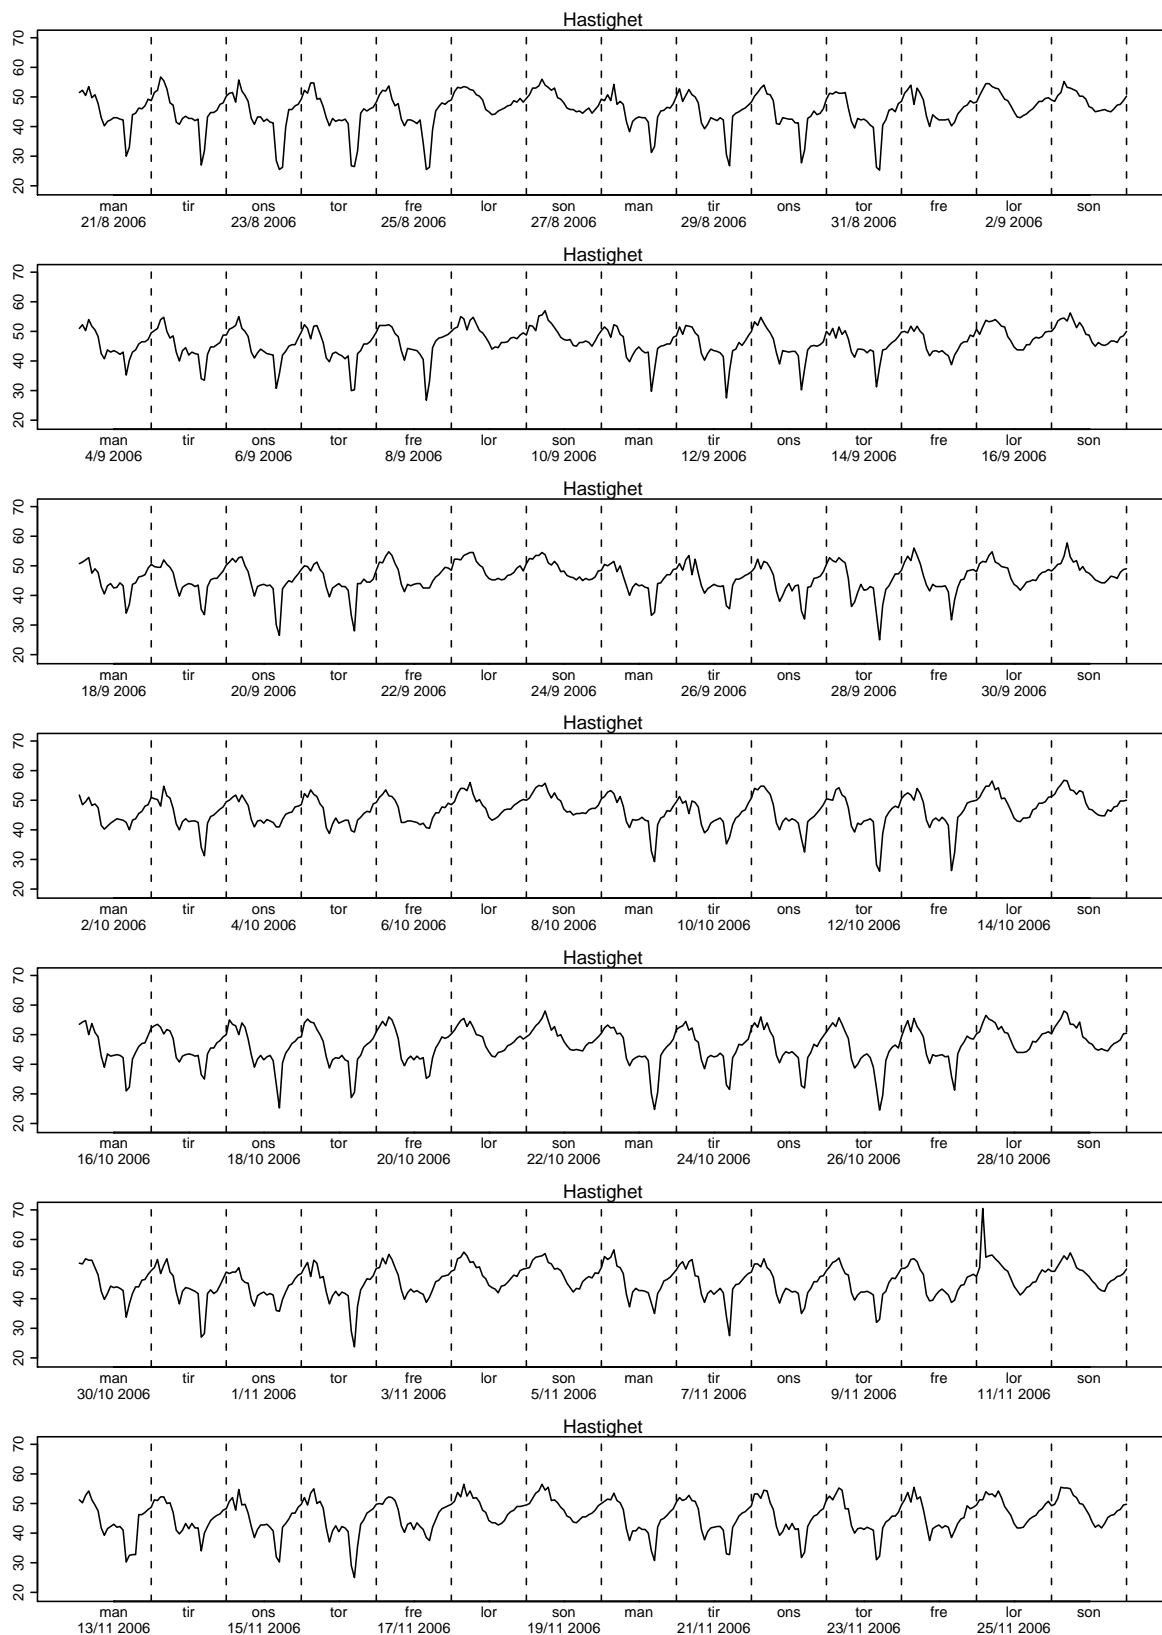 Hastighet
70
60
50
40
30
20
man tir ons tor fre lor son man tir ons tor fre lor son
21/8 2006 23/8 2006 25/8 2006 27/8 2006 29/8 2006 31/8 2006 2/9 2006
Hastighet
70
60
50
40
30
20
man tir ons tor fre lor son man tir ons tor fre lor son
4/9 2006 6/9 2006 8/9 2006 10/9 2006 12/9 2006 14/9 2006 16/9 2006
Hastighet
70
60
50
40
30
20
man tir ons tor fre lor son man tir ons tor fre lor son
18/9 2006 20/9 2006 22/9 2006 24/9 2006 26/9 2006 28/9 2006 30/9 2006
Hastighet
70
60
50
40
30
20
man tir ons tor fre lor son man tir ons tor fre lor son
2/10 2006 4/10 2006 6/10 2006 8/10 2006 10/10 2006 12/10 2006 14/10 2006
Hastighet
70
60
50
40
30
20
man tir ons tor fre lor son man tir ons tor fre lor son
16/10 2006 18/10 2006 20/10 2006 22/10 2006 24/10 2006 26/10 2006 28/10 2006
Hastighet
70
60
50
40
30
20
man tir ons tor fre lor son man tir ons tor fre lor son
30/10 2006 1/11 2006 3/11 2006 5/11 2006 7/11 2006 9/11 2006 11/11 2006
Hastighet
70
60
50
40
30
20
man tir ons tor fre lor son man tir ons tor fre lor son
13/11 2006 15/11 2006 17/11 2006 19/11 2006 21/11 2006 23/11 2006 25/11 2006